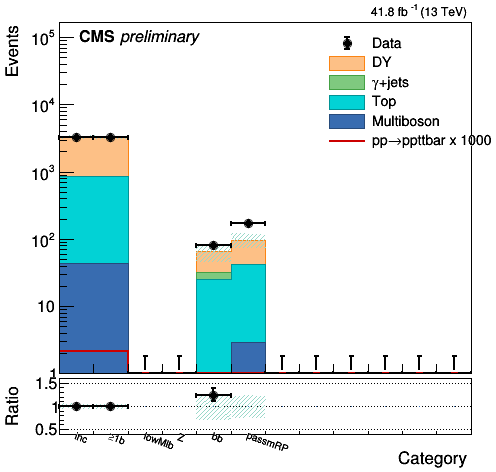 41.8 fb⁻¹ (13 TeV)
CMS preliminary
Events
10⁵
10⁴
10³
10²
10
1
Data
DY
γ+jets
Top
Multiboson
pp→ppttbar x 1000
Ratio
1.5
1
0.5
inc ≥1b lowMlb Z bb passmRP
Category